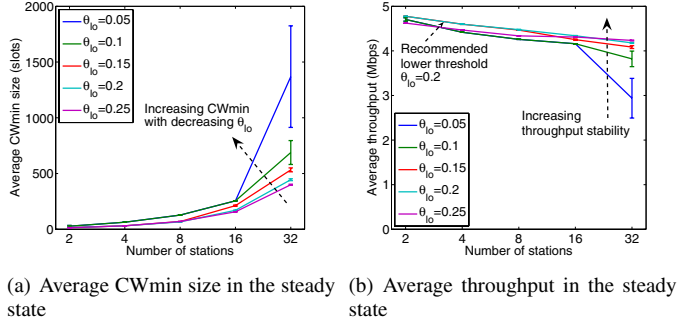 2000
1500
1000
500
0
Average CWmin size (slots)
θlo=0.05
θlo=0.1
θlo=0.15
θlo=0.2
θlo=0.25
Increasing CWmin
with decreasing θlo
2 4 8 16 32
Number of stations
(a) Average CWmin size in the steady
state
5
4
3
2
1
0
Average throughput (Mbps)
Recommended
lower threshold
θlo=0.2
Increasing
throughput stability
θlo=0.05
θlo=0.1
θlo=0.15
θlo=0.2
θlo=0.25
2 4 8 16 32
Number of stations
(b) Average throughput in the steady
state